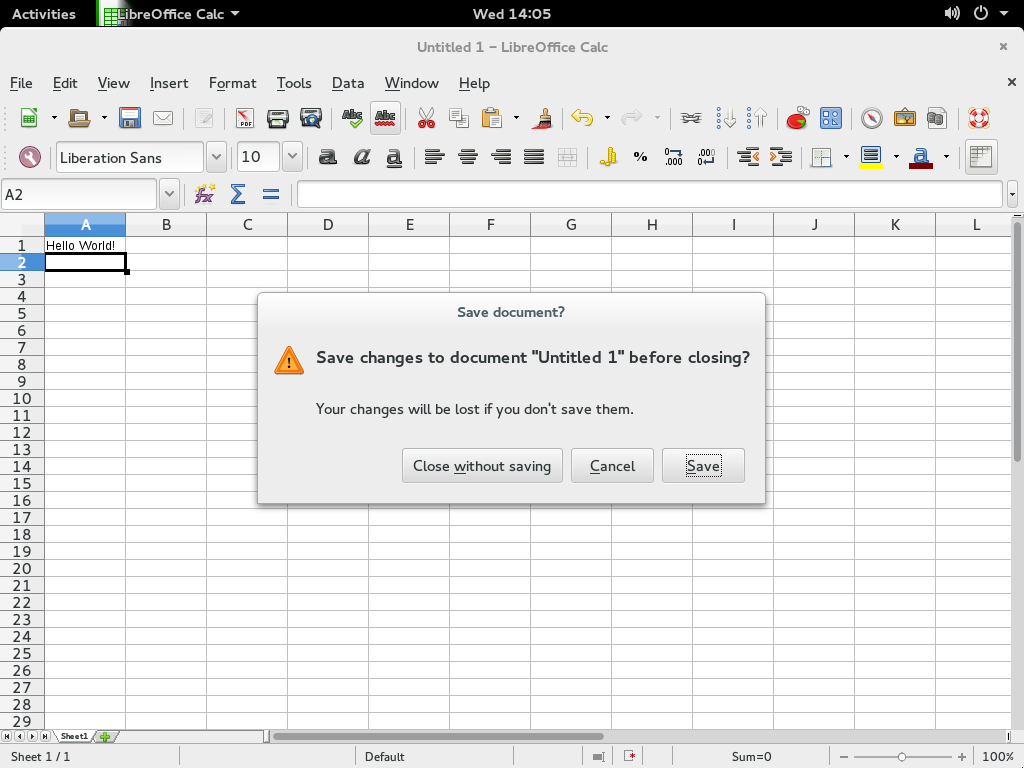 Activities LibreOffice Calc Wed 14:05
Untitled 1 – LibreOffice Calc
File Edit View Insert Format Tools Data Window Help
Liberation Sans 10
A2
A B C D E F G H I J K L
1 Hello World!
2
3
4
5
6
7
8
9
10
11
12
13
14
15
16
17
18
19
20
21
22
23
24
25
26
27
28
29
Save document?
Save changes to document "Untitled 1" before closing?
Your changes will be lost if you don't save them.
Close without saving Cancel Save
Sheet1
Sheet 1 / 1 Default Sum=0 100%